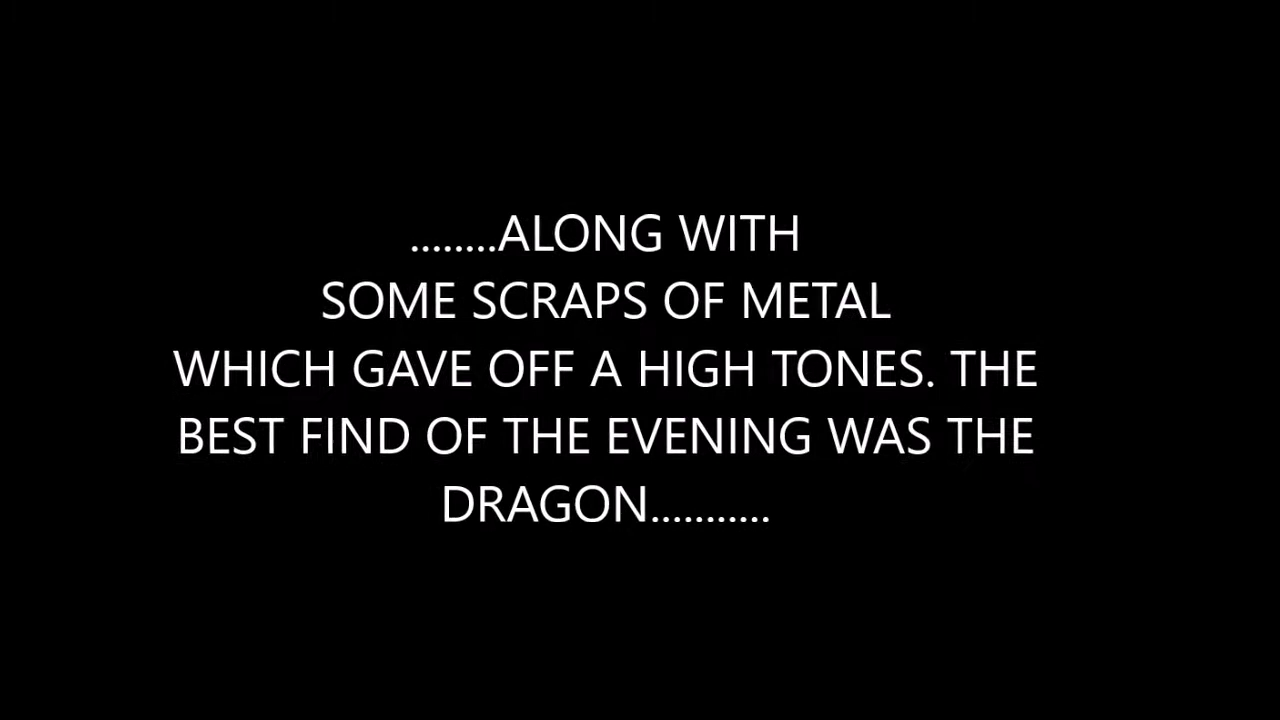 ........ALONG WITH
SOME SCRAPS OF METAL
WHICH GAVE OFF A HIGH TONES. THE
BEST FIND OF THE EVENING WAS THE
DRAGON...........